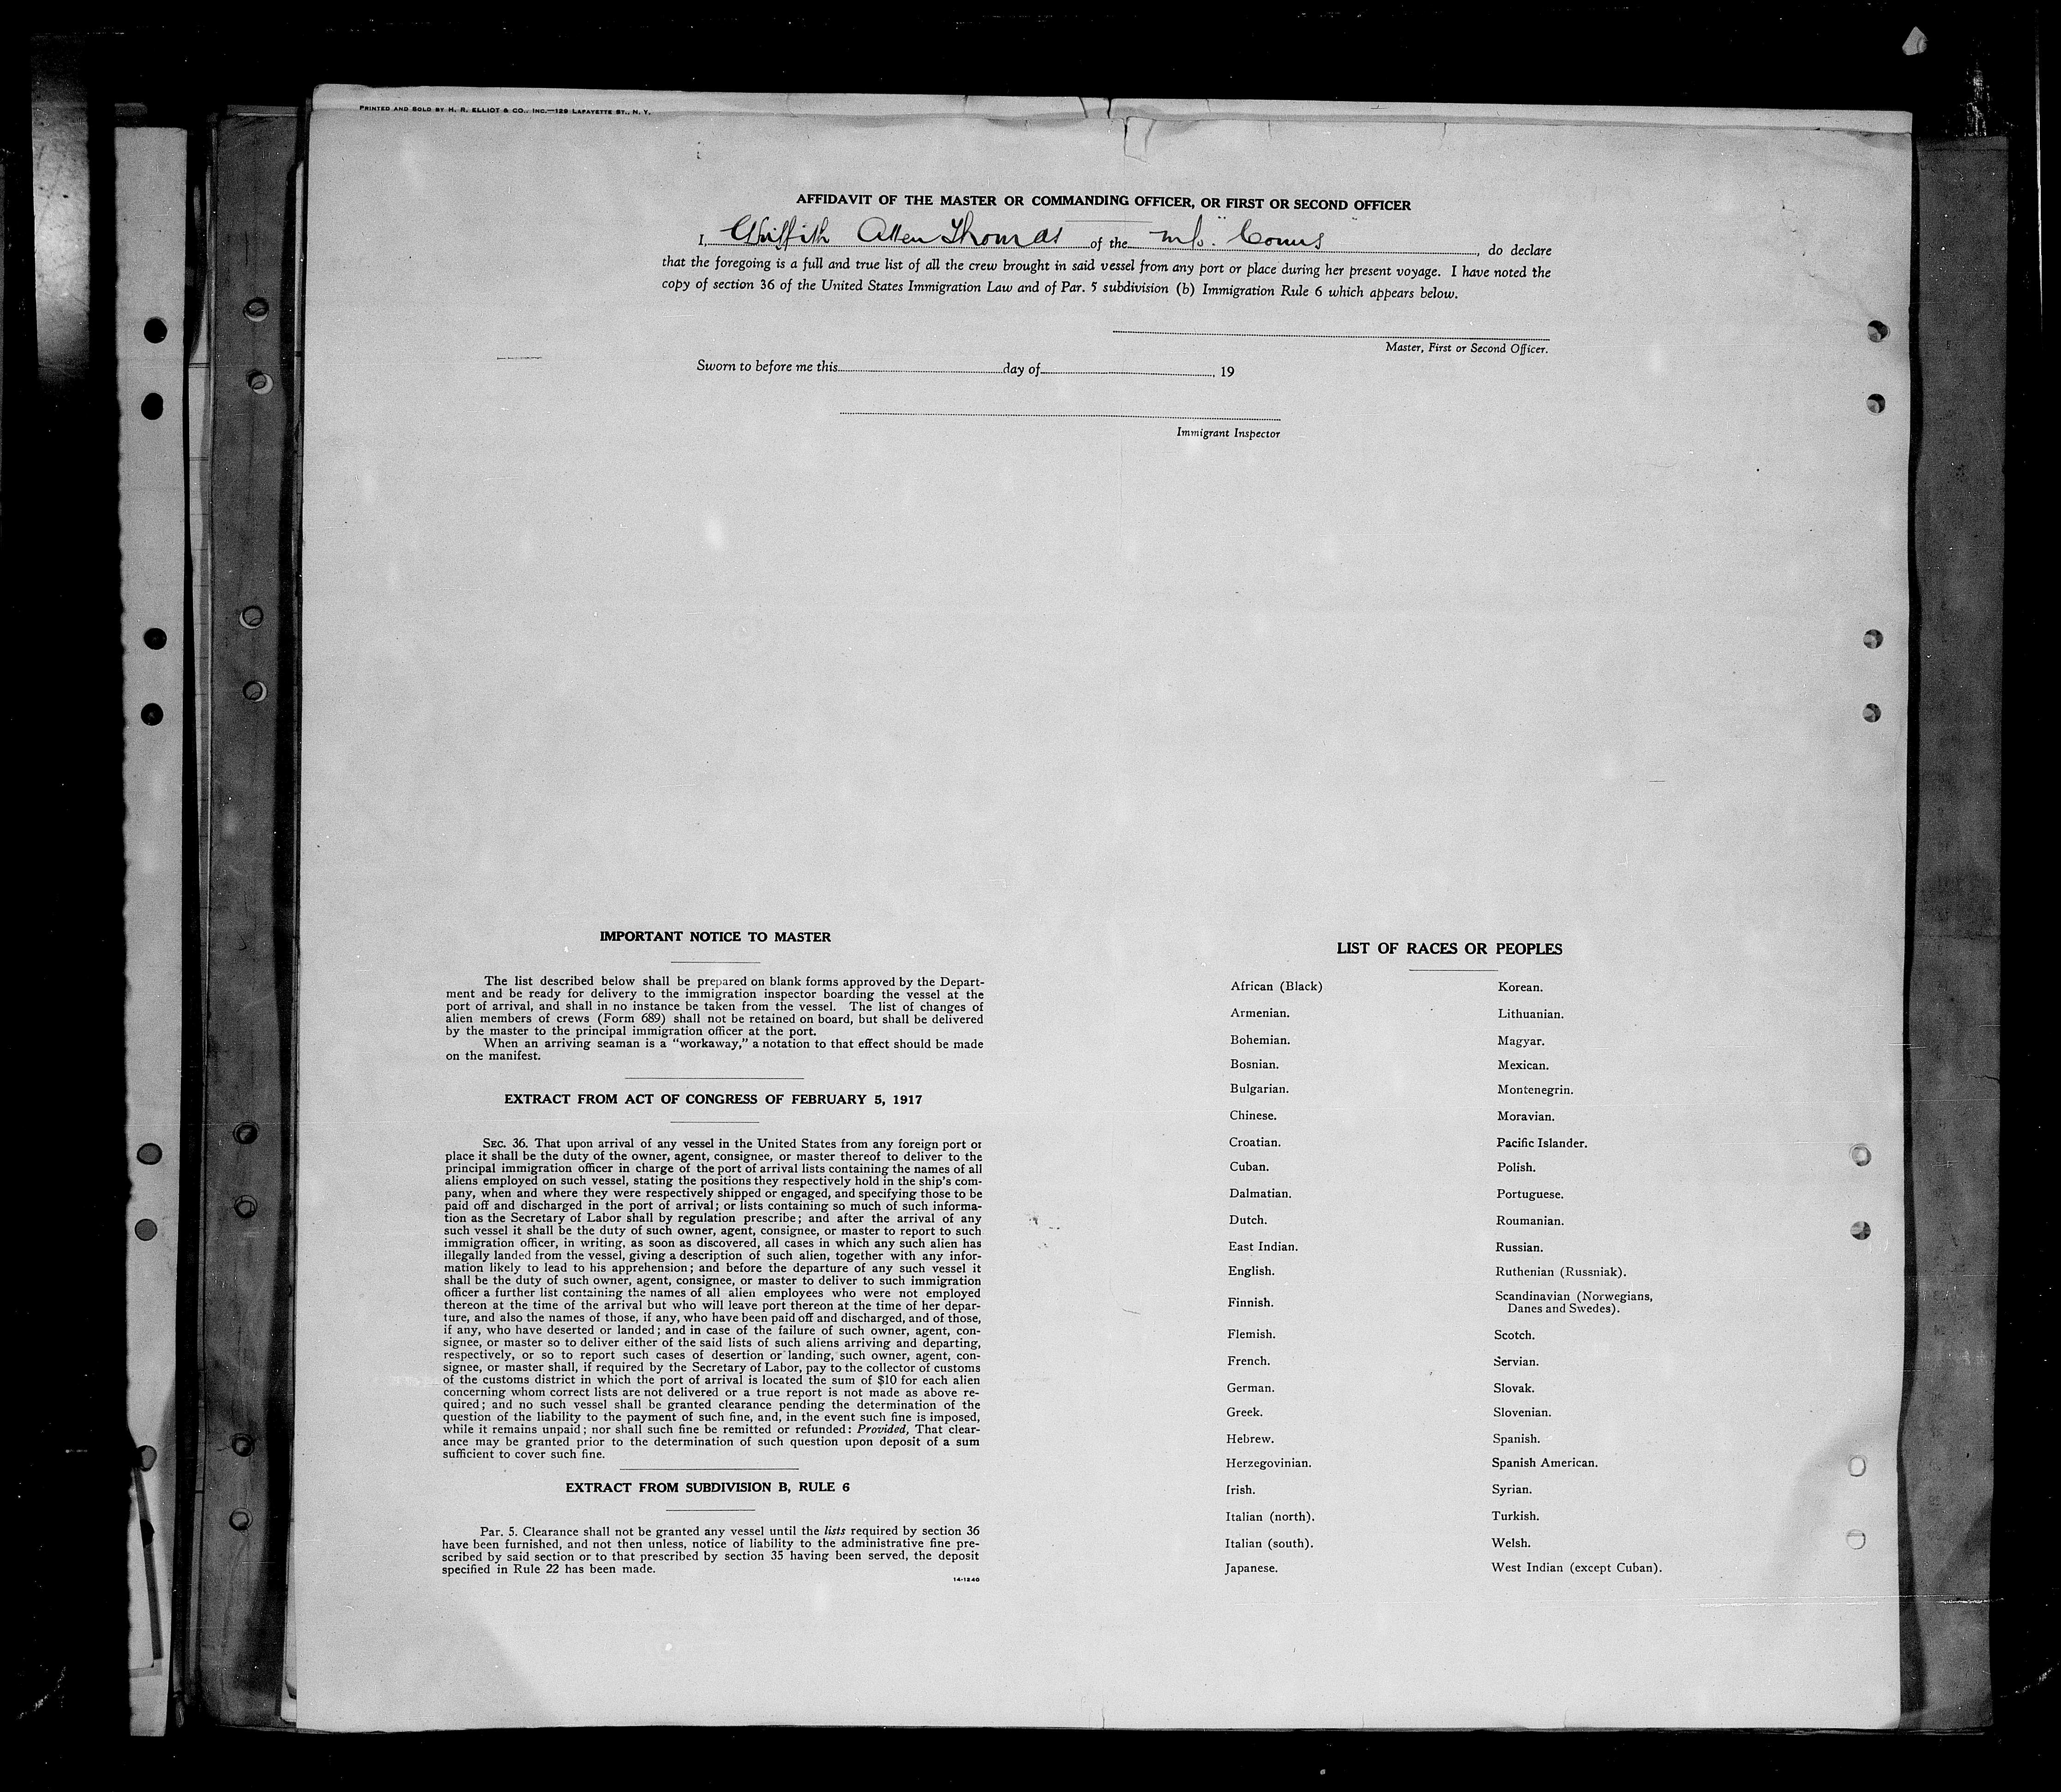 PRINTED AND SOLD BY H. R. ELLIOT & CO., INC.—129 LAFAYETTE ST., N. Y.
AFFIDAVIT OF THE MASTER OR COMMANDING OFFICER, OR FIRST OR SECOND OFFICER
I, Griffith Allen Thomas of the m/s. "Comus", do declare
that the foregoing is a full and true list of all the crew brought in said vessel from any port or place during her present voyage. I have noted the
copy of section 36 of the United States Immigration Law and of Par. 5 subdivision (b) Immigration Rule 6 which appears below.
Master, First or Second Officer.
Sworn to before me this day of , 19
Immigrant Inspector
IMPORTANT NOTICE TO MASTER
The list described below shall be prepared on blank forms approved by the Depart-
ment and be ready for delivery to the immigration inspector boarding the vessel at the
port of arrival, and shall in no instance be taken from the vessel. The list of changes of
alien members of crews (Form 689) shall not be retained on board, but shall be delivered
by the master to the principal immigration officer at the port.
When an arriving seaman is a "workaway," a notation to that effect should be made
on the manifest.
EXTRACT FROM ACT OF CONGRESS OF FEBRUARY 5, 1917
SEC. 36. That upon arrival of any vessel in the United States from any foreign port or
place it shall be the duty of the owner, agent, consignee, or master thereof to deliver to the
principal immigration officer in charge of the port of arrival lists containing the names of all
aliens employed on such vessel, stating the positions they respectively hold in the ship's com-
pany, when and where they were respectively shipped or engaged, and specifying those to be
paid off and discharged in the port of arrival; or lists containing so much of such informa-
tion as the Secretary of Labor shall by regulation prescribe; and after the arrival of any
such vessel it shall be the duty of such owner, agent, consignee, or master to report to such
immigration officer, in writing, as soon as discovered, all cases in which any such alien has
illegally landed from the vessel, giving a description of such alien, together with any infor-
mation likely to lead to his apprehension; and before the departure of any such vessel it
shall be the duty of such owner, agent, consignee, or master to deliver to such immigration
officer a further list containing the names of all alien employees who were not employed
thereon at the time of the arrival but who will leave port thereon at the time of her depar-
ture, and also the names of those, if any, who have been paid off and discharged, and of those,
if any, who have deserted or landed; and in case of the failure of such owner, agent, con-
signee, or master so to deliver either of the said lists of such aliens arriving and departing,
respectively, or so to report such cases of desertion or landing, such owner, agent, con-
signee, or master shall, if required by the Secretary of Labor, pay to the collector of customs
of the customs district in which the port of arrival is located the sum of $10 for each alien
concerning whom correct lists are not delivered or a true report is not made as above re-
quired; and no such vessel shall be granted clearance pending the determination of the
question of the liability to the payment of such fine, and, in the event such fine is imposed,
while it remains unpaid; nor shall such fine be remitted or refunded: Provided, That clear-
ance may be granted prior to the determination of such question upon deposit of a sum
sufficient to cover such fine.
EXTRACT FROM SUBDIVISION B, RULE 6
Par. 5. Clearance shall not be granted any vessel until the lists required by section 36
have been furnished, and not then unless, notice of liability to the administrative fine pre-
scribed by said section or to that prescribed by section 35 having been served, the deposit
specified in Rule 22 has been made.
14-1240
LIST OF RACES OR PEOPLES
African (Black)
Armenian.
Bohemian.
Bosnian.
Bulgarian.
Chinese.
Croatian.
Cuban.
Dalmatian.
Dutch.
East Indian.
English.
Finnish.
Flemish.
French.
German.
Greek.
Hebrew.
Herzegovinian.
Irish.
Italian (north).
Italian (south).
Japanese.
Korean.
Lithuanian.
Magyar.
Mexican.
Montenegrin.
Moravian.
Pacific Islander.
Polish.
Portuguese.
Roumanian.
Russian.
Ruthenian (Russniak).
Scandinavian (Norwegians,
Danes and Swedes).
Scotch.
Servian.
Slovak.
Slovenian.
Spanish.
Spanish American.
Syrian.
Turkish.
Welsh.
West Indian (except Cuban).